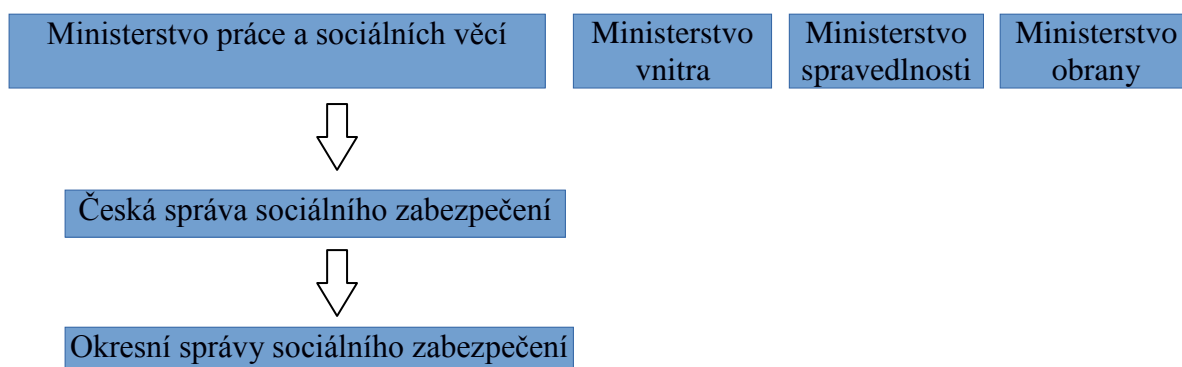 Ministerstvo práce a sociálních věcí
Ministerstvo
vnitra
Ministerstvo
spravedlnosti
Ministerstvo
obrany
Česká správa sociálního zabezpečení
Okresní správy sociálního zabezpečení